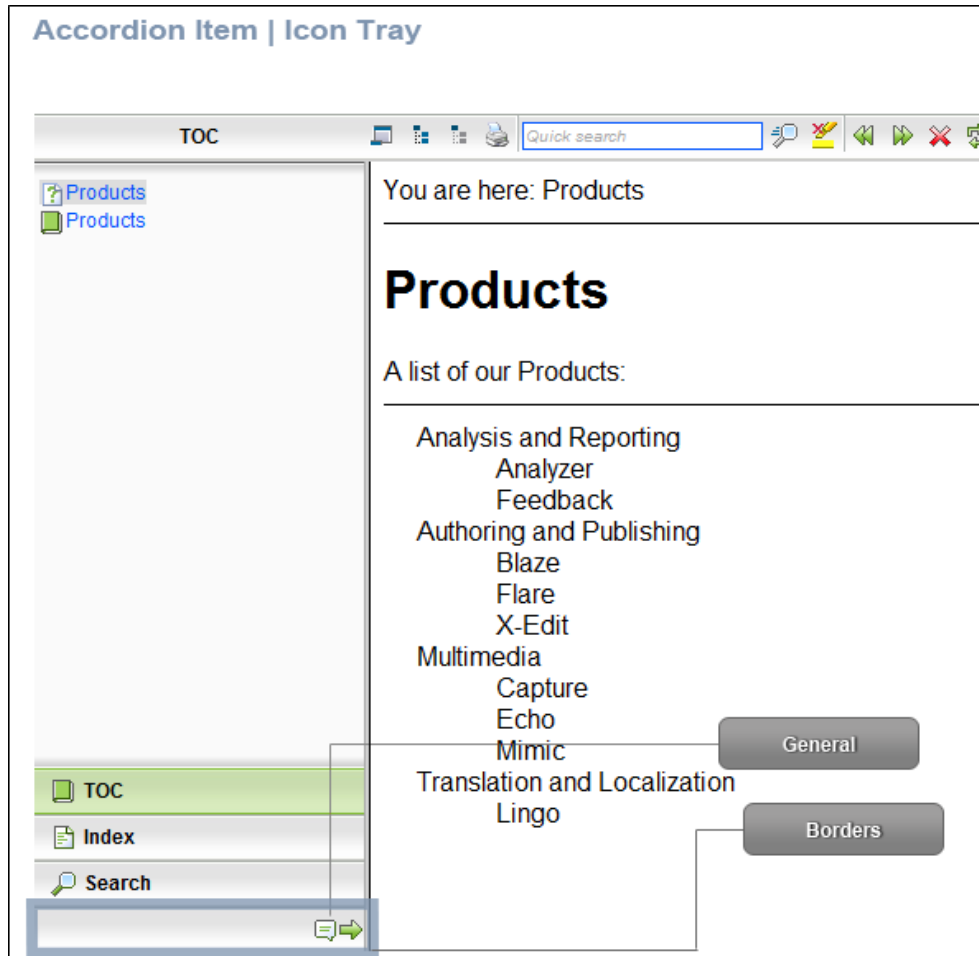 Accordion Item | Icon Tray
TOC
Quick search
Products
Products
You are here: Products
Products
A list of our Products:
Analysis and Reporting
Analyzer
Feedback
Authoring and Publishing
Blaze
Flare
X-Edit
Multimedia
Capture
Echo
Mimic
General
Translation and Localization
Lingo
Borders
TOC
Index
Search